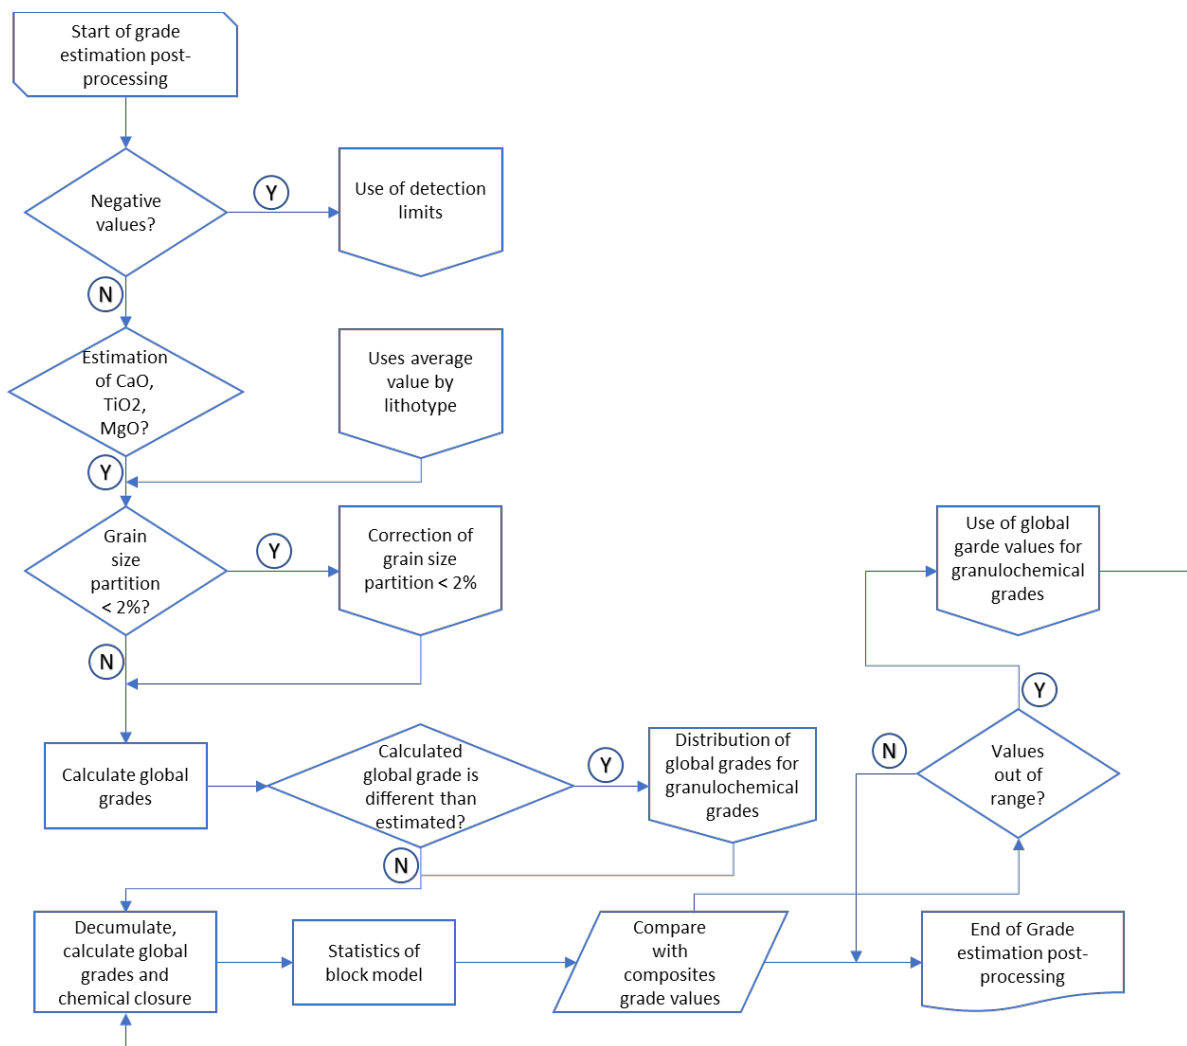 Start of grade
estimation post-
processing
Negative
values?
Y
Use of detection
limits
N
Estimation
of CaO,
TiO2,
MgO?
Uses average
value by
lithotype
Y
Grain
size
partition
< 2%?
Y
Correction of
grain size
partition < 2%
Use of global
garde values for
granulochemical
grades
N
Y
Calculate global
grades
Calculated
global grade is
different than
estimated?
Y
Distribution of
global grades for
granulochemical
grades
N
Values
out of
range?
N
Decumulate,
calculate global
grades and
chemical closure
Statistics of
block model
Compare
with
composites
grade values
End of Grade
estimation post-
processing